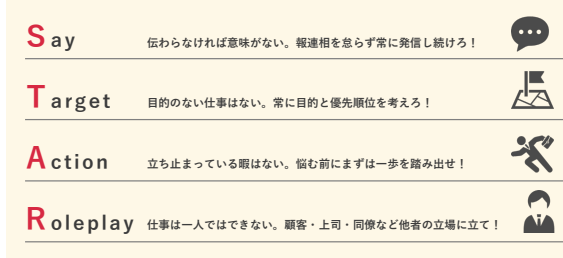 Say 伝わらなければ意味がない。報連相を怠らず常に発信し続けろ！
Target 目的のない仕事はない。常に目的と優先順位を考えろ！
Action 立ち止まっている暇はない。悩む前にまずは一歩を踏み出せ！
Roleplay 仕事は一人ではできない。顧客・上司・同僚など他者の立場に立て！